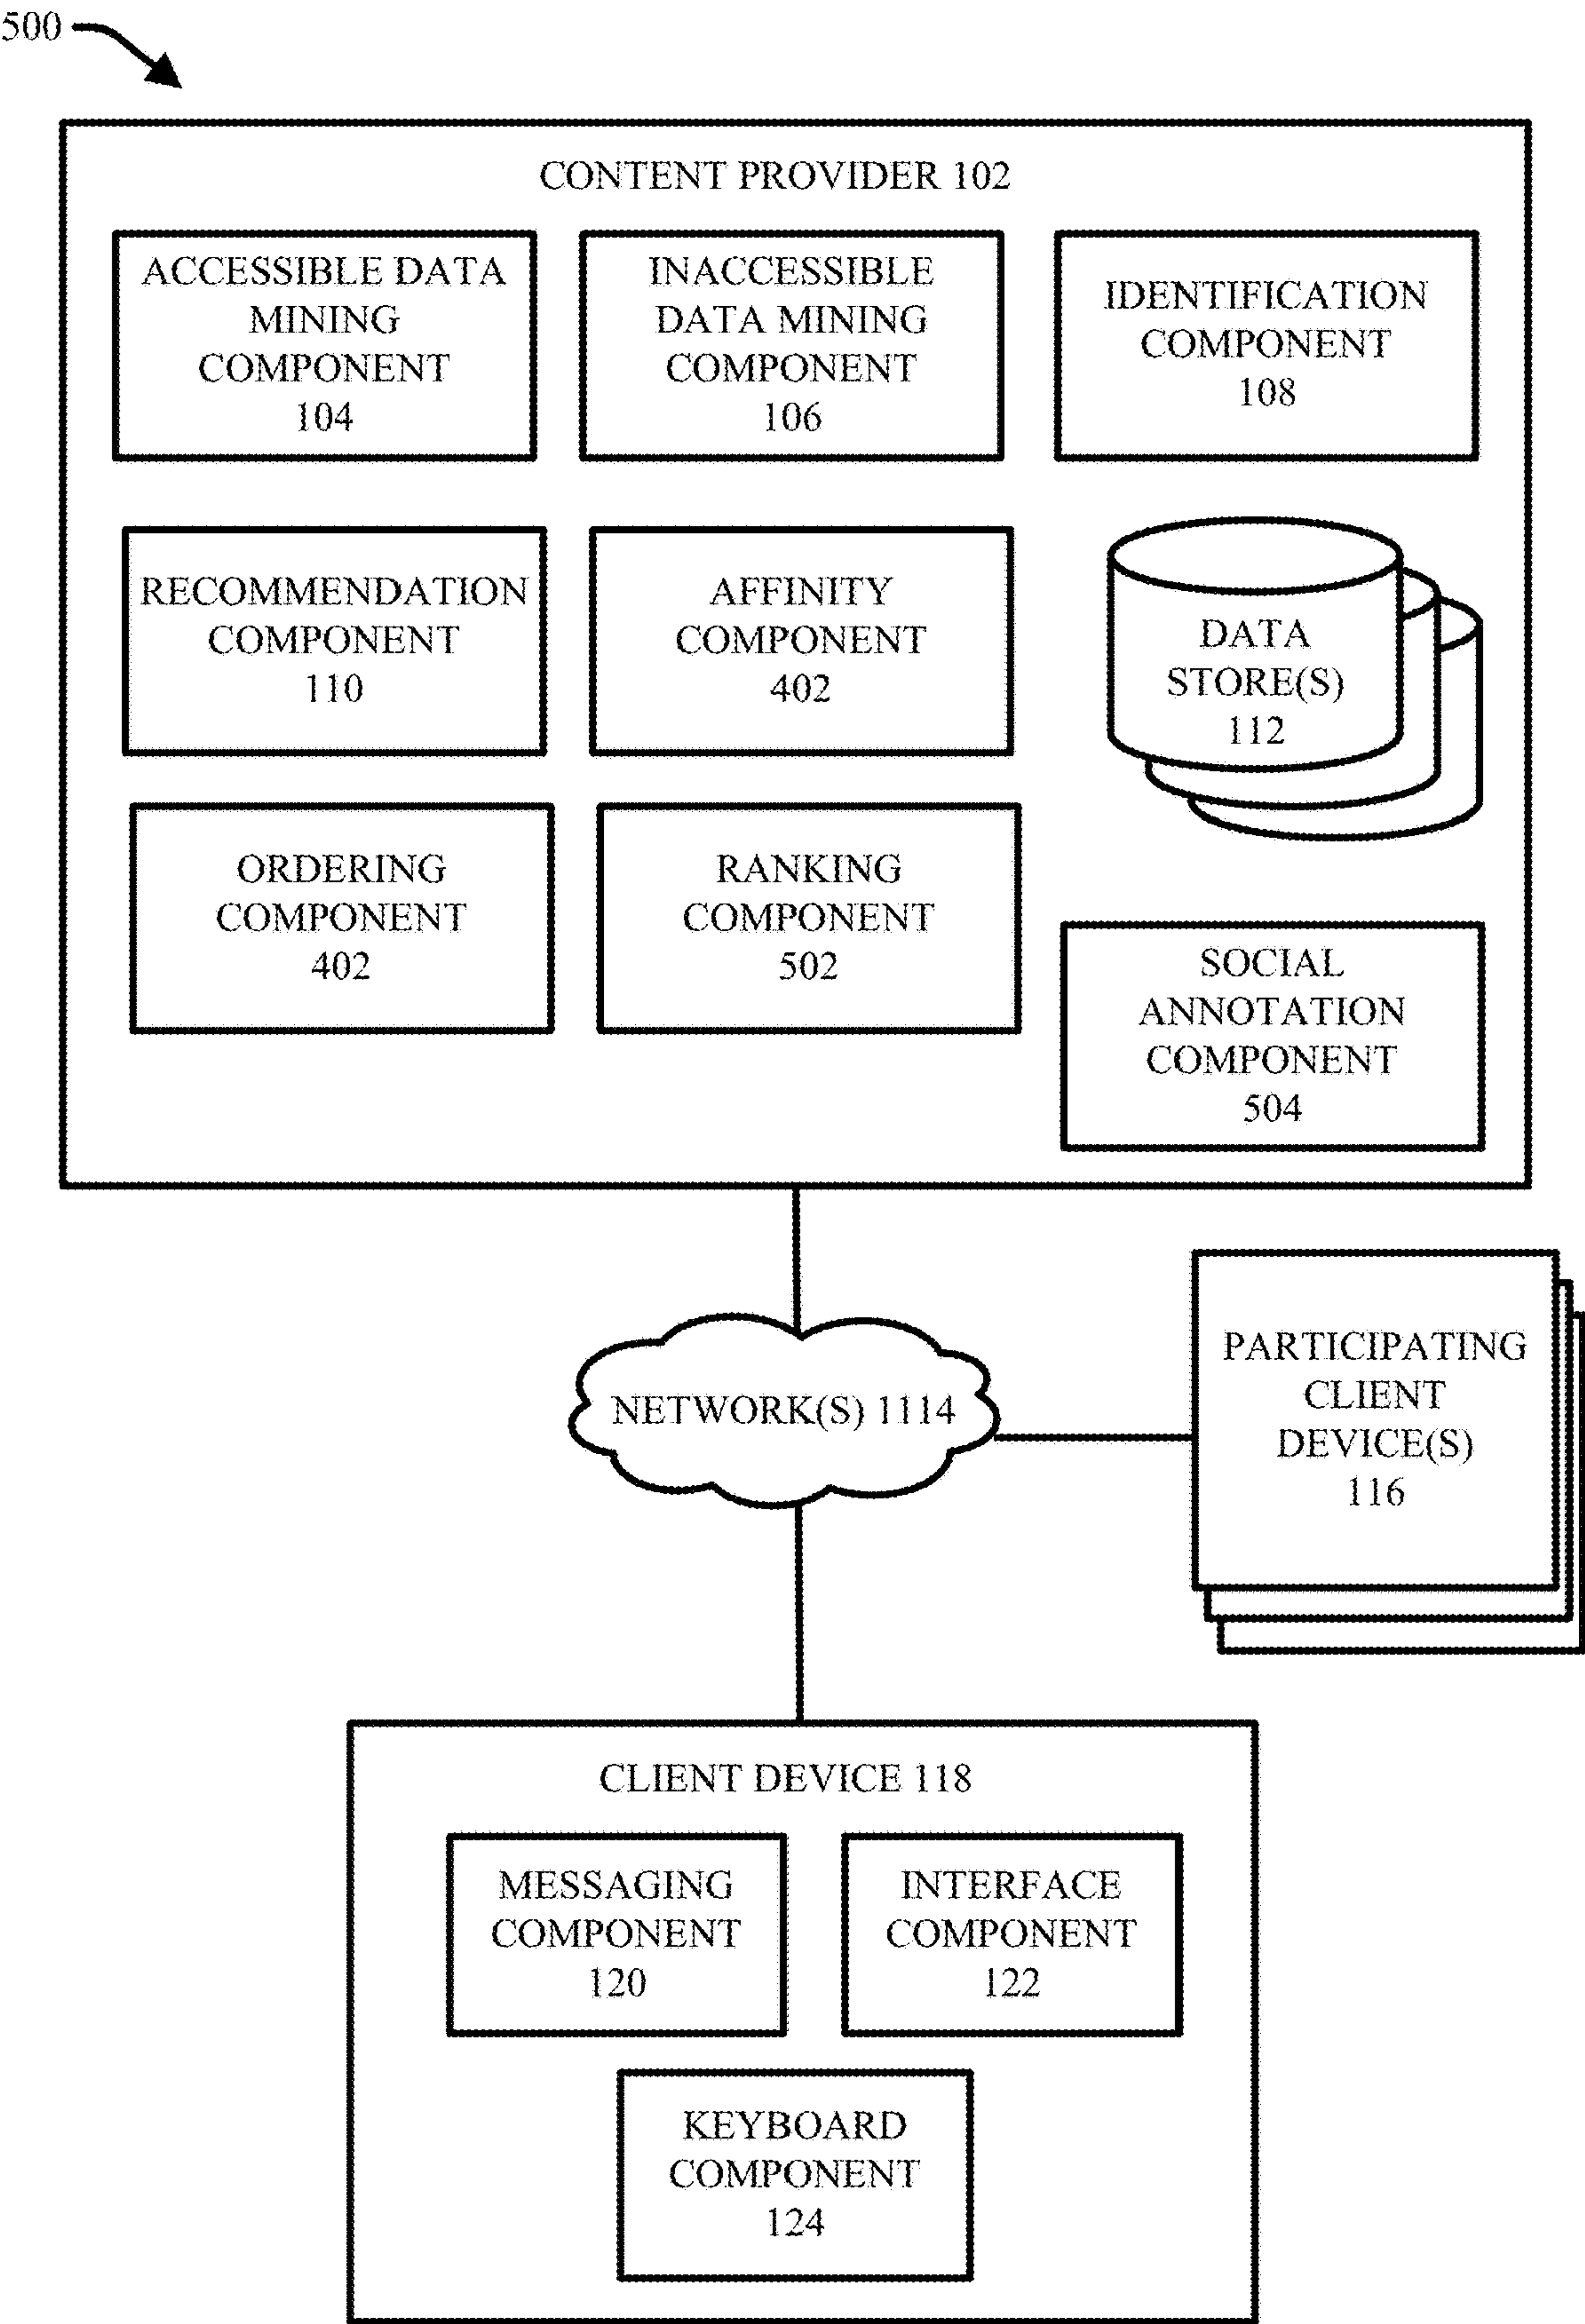 500
CONTENT PROVIDER 102
ACCESSIBLE DATA
MINING
COMPONENT
104
INACCESSIBLE
DATA MINING
COMPONENT
106
IDENTIFICATION
COMPONENT
108
RECOMMENDATION
COMPONENT
110
AFFINITY
COMPONENT
402
DATA
STORE(S)
112
ORDERING
COMPONENT
402
RANKING
COMPONENT
502
SOCIAL
ANNOTATION
COMPONENT
504
NETWORK(S) 1114
PARTICIPATING
CLIENT
DEVICE(S)
116
CLIENT DEVICE 118
MESSAGING
COMPONENT
120
INTERFACE
COMPONENT
122
KEYBOARD
COMPONENT
124